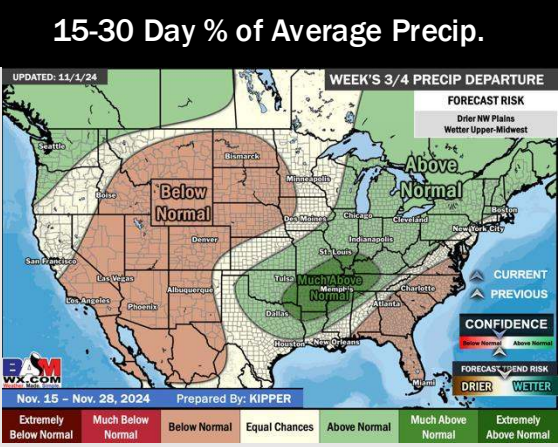 15-30 Day % of Average Precip.
UPDATED: 11/1/24
WEEK'S 3/4 PRECIP DEPARTURE
FORECAST RISK
Drier NW Plains
Wetter Upper-Midwest
Seattle
Bismarck
Above
Normal
Minneapolis
Boise
Below
Normal
Boston
Des Moines
Chicago
Cleveland
New York City
Denver
Indianapolis
St. Louis
San Francisco
CURRENT
Las Vegas
Tulsa
Much Above
Normal
Memphis
Charlotte
Albuquerque
PREVIOUS
Los Angeles
Phoenix
Atlanta
Dallas
CONFIDENCE
Below Normal
Above Normal
Houston
New Orleans
BAM
WX.COM
Weather. Made. Simple.
FORECAST TREND RISK
DRIER
WETTER
Miami
Nov. 15 – Nov. 28, 2024
Prepared By: KIPPER
Extremely
Below Normal
Much Below
Normal
Below Normal
Equal Chances
Above Normal
Much Above
Normal
Extremely
Above Normal